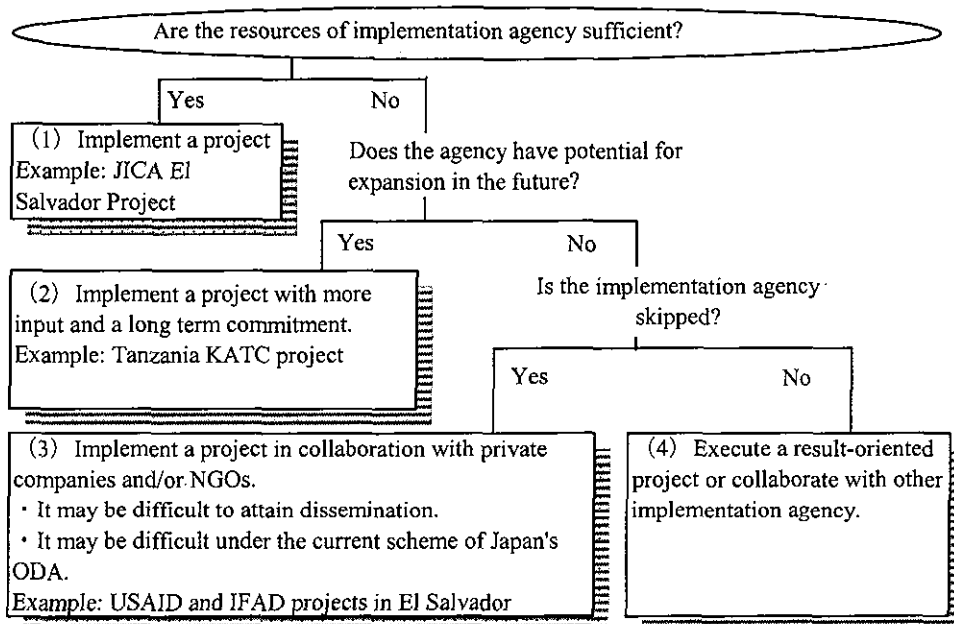 Are the resources of implementation agency sufficient?
Yes
No
(1) Implement a project
Example: JICA El
Salvador Project
Does the agency have potential for
expansion in the future?
Yes
No
(2) Implement a project with more
input and a long term commitment.
Example: Tanzania KATC project
Is the implementation agency
skipped?
Yes
No
(3) Implement a project in collaboration with private
companies and/or NGOs.
・It may be difficult to attain dissemination.
・It may be difficult under the current scheme of Japan's
ODA.
Example: USAID and IFAD projects in El Salvador
(4) Execute a result-oriented
project or collaborate with other
implementation agency.